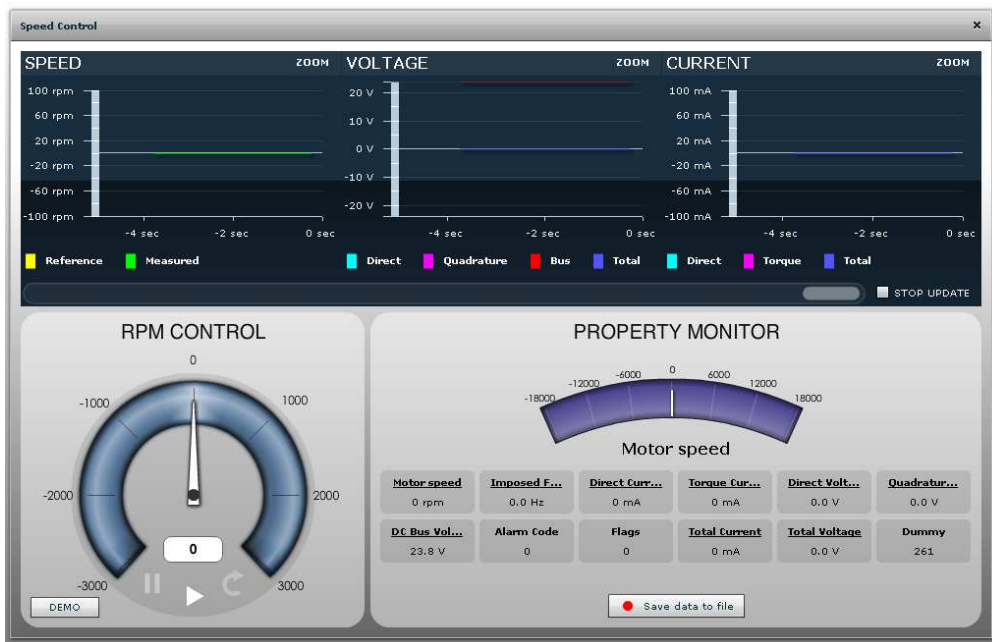 Speed Control
×
SPEED ZOOM VOLTAGE ZOOM CURRENT ZOOM
100 rpm
60 rpm
20 rpm
-20 rpm
-60 rpm
-100 rpm
-4 sec -2 sec 0 sec
20 V
10 V
0 V
-10 V
-20 V
-4 sec -2 sec 0 sec
100 mA
60 mA
20 mA
-20 mA
-60 mA
-100 mA
-4 sec -2 sec 0 sec
Reference Measured
Direct Quadrature Bus Total
Direct Torque Total
STOP UPDATE
RPM CONTROL
0
-1000 1000
-2000 2000
-3000 3000
0
DEMO
PROPERTY MONITOR
-18000 -12000 -6000 0 6000 12000 18000
Motor speed
Motor speed Imposed F... Direct Curr... Torque Cur... Direct Volt... Quadratur...
0 rpm 0.0 Hz 0 mA 0 mA 0.0 V 0.0 V
DC Bus Vol... Alarm Code Flags Total Current Total Voltage Dummy
23.8 V 0 0 0 mA 0.0 V 261
Save data to file